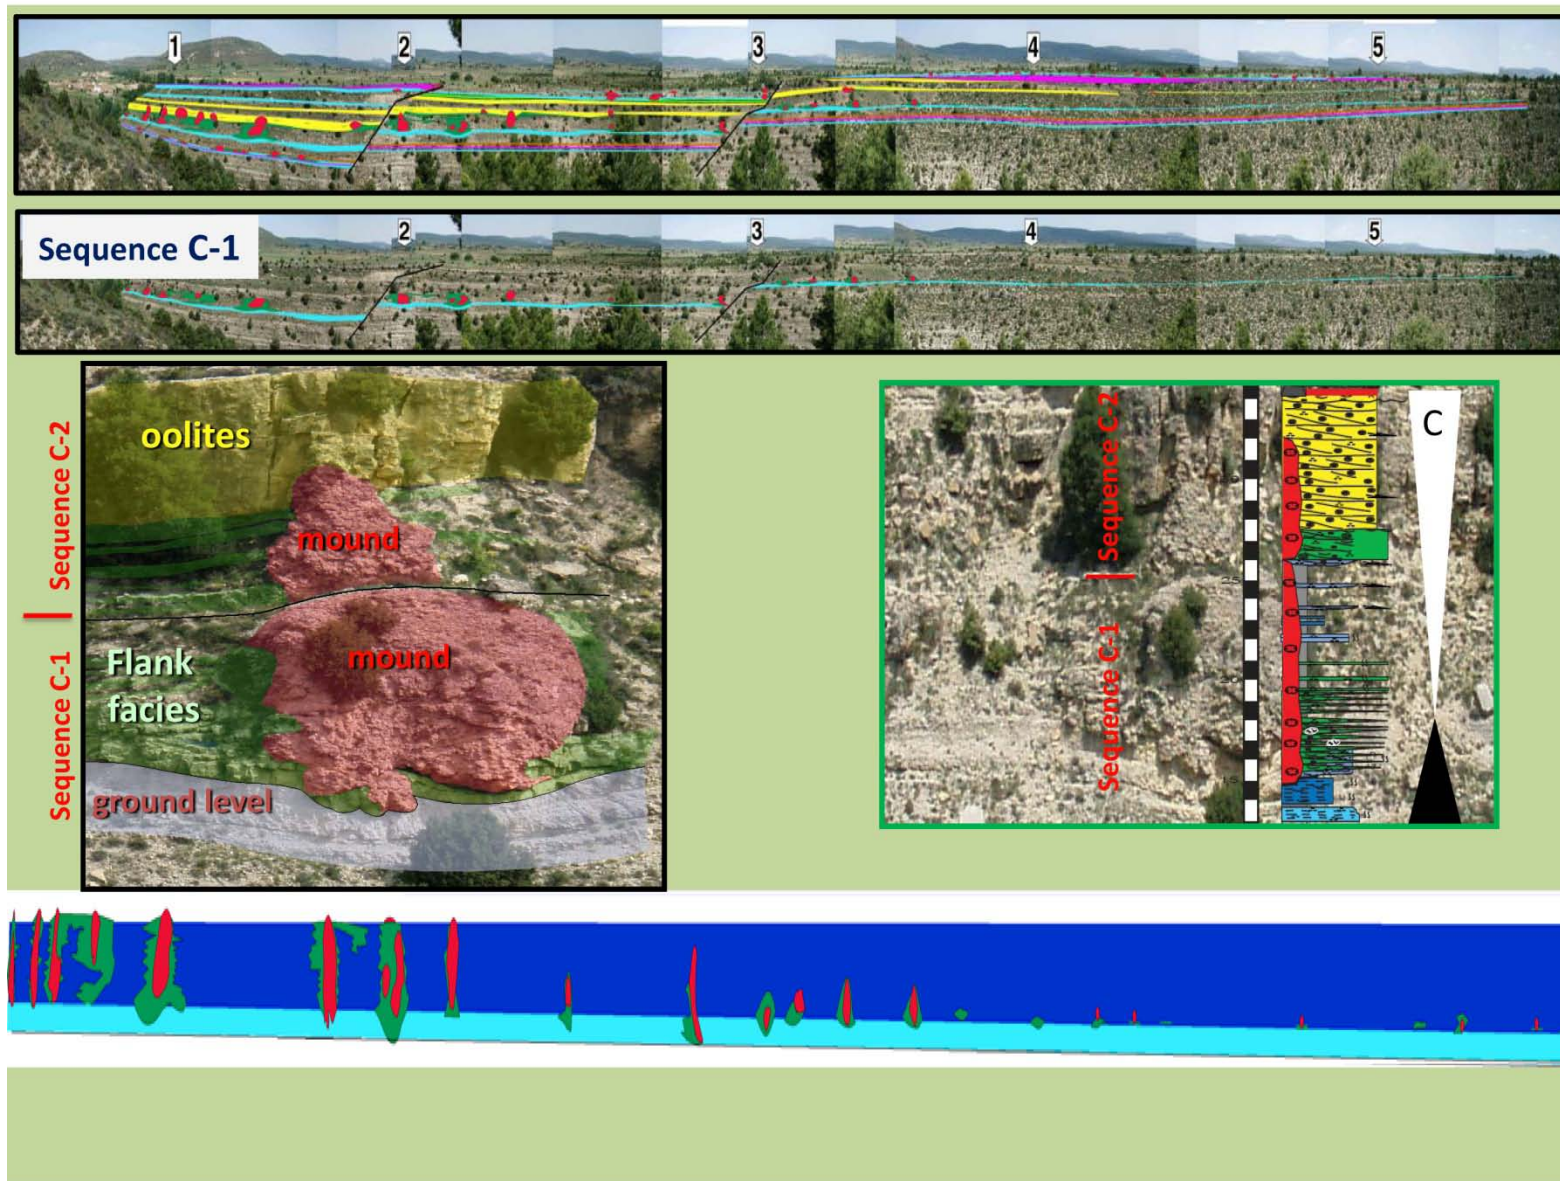 1 2 3 4 5
Sequence C-1
2 3 4 5
Sequence C-2
Sequence C-1
oolites
mound
mound
Flank
facies
ground level
Sequence C-2
Sequence C-1
C